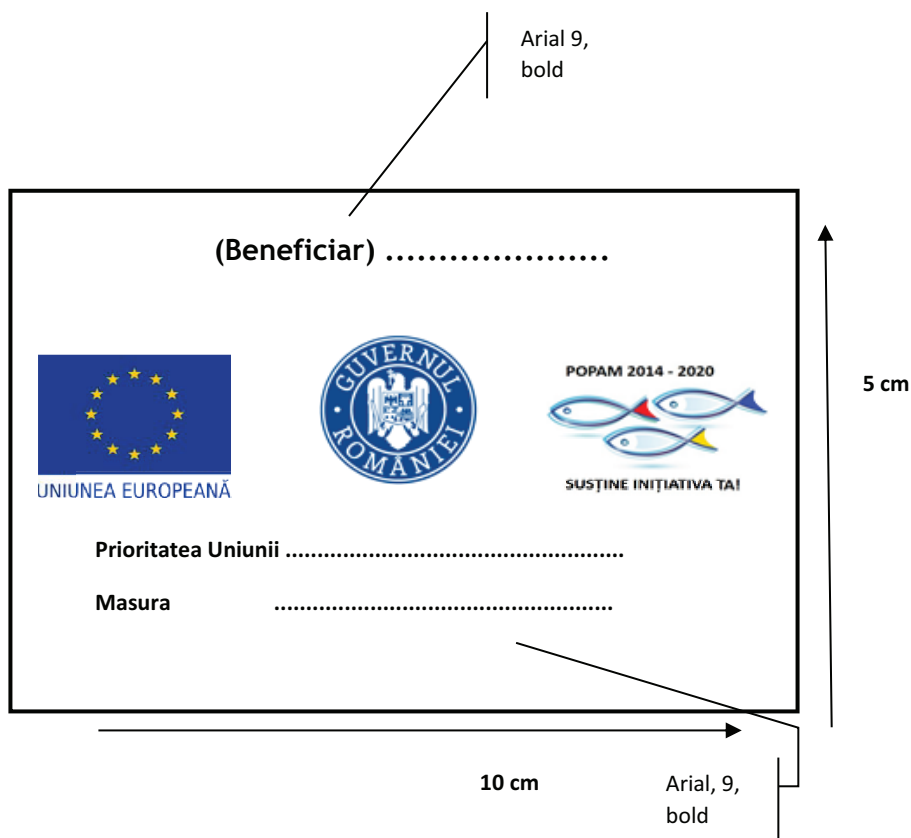 Arial 9,
bold
(Beneficiar) .....................
GUVERNUL ROMÂNIEI
POPAM 2014 - 2020
5 cm
UNIUNEA EUROPEANĂ
SUSȚINE INIȚIATIVA TA!
Prioritatea Uniunii ........................................................
Masura ........................................................
10 cm
Arial, 9,
bold